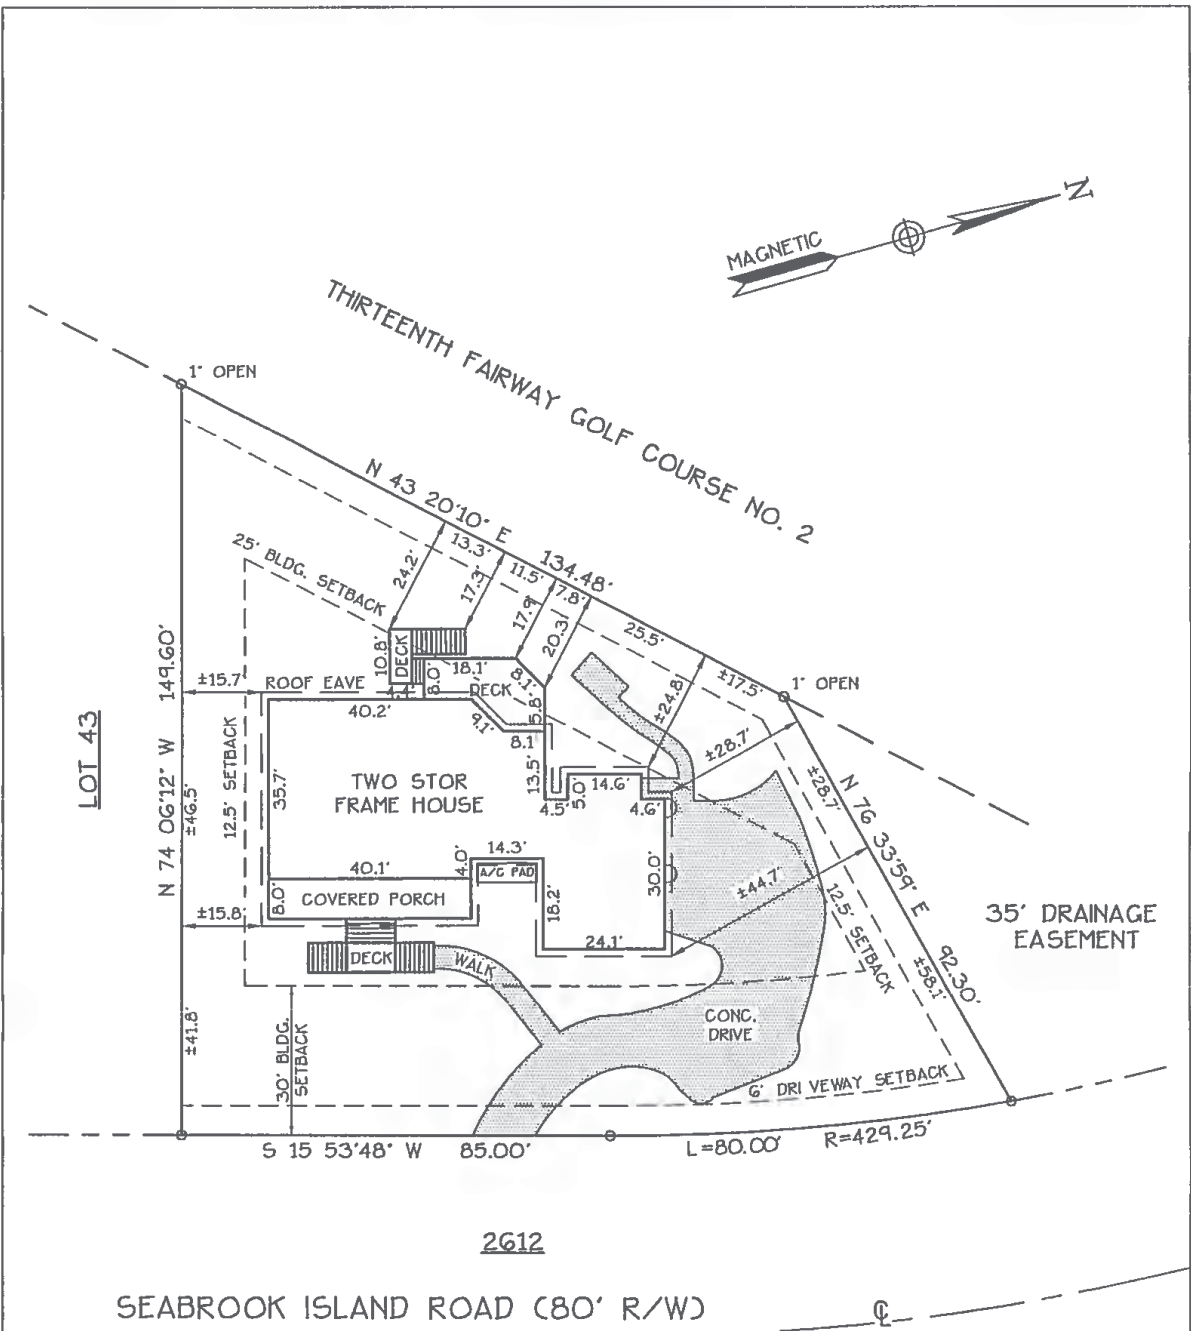 N
MAGNETIC
THIRTEENTH FAIRWAY GOLF COURSE NO. 2
1" OPEN
N 43 20'10" E 134.48'
25' BLDG. SETBACK
24.2'
13.3'
17.3'
11.5'
17.9'
7.8'
20.3'
25.5'
±24.8'
±17.5'
1" OPEN
±28.7'
±28.7'
N 76 33'59" E 92.30'
LOT 43
N 74 06'12" W 149.60'
±15.7'
ROOF EAVE
10.8'
DECK
4.4'
8.0'
18.1'
DECK
8.1'
5.8'
9.1'
8.1'
40.2'
12.5' SETBACK
±46.5'
35.7'
TWO STOR
FRAME HOUSE
13.5'
4.5'
5.0'
14.6'
4.6'
14.3'
4.0'
A/C PAD
40.1'
COVERED PORCH
8.0'
±15.8'
18.2'
30.0'
24.1'
±44.7'
12.5' SETBACK
±58.1'
35' DRAINAGE
EASEMENT
DECK
WALK
CONC.
DRIVE
±41.8'
30' BLDG.
SETBACK
6' DRIVEWAY SETBACK
S 15 53'48" W 85.00'
L=80.00' R=429.25'
2612
SEABROOK ISLAND ROAD (80' R/W)
℄